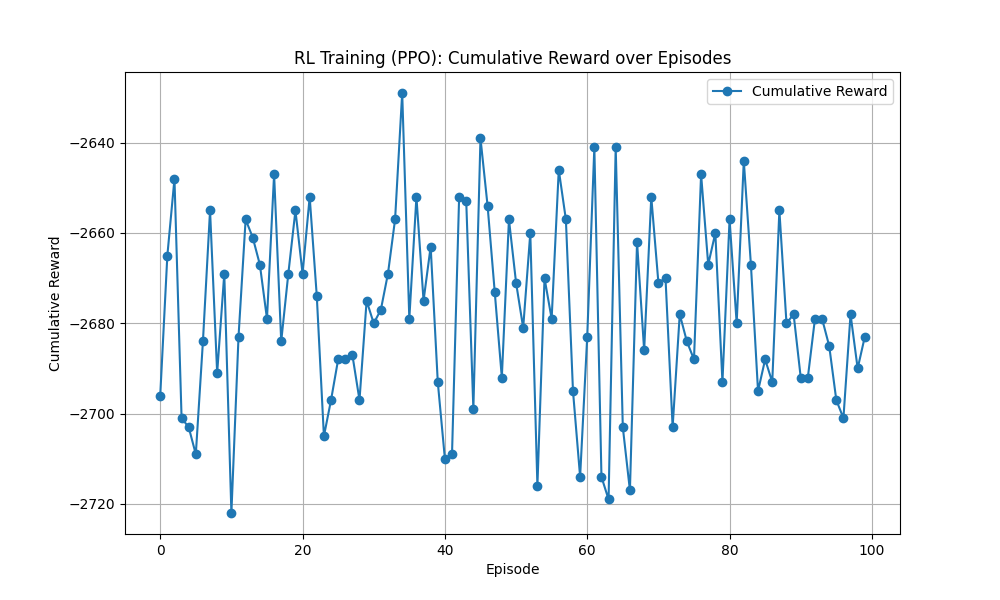 RL Training (PPO): Cumulative Reward over Episodes
Cumulative Reward
Cumulative Reward
−2640
−2660
−2680
−2700
−2720
0 20 40 60 80 100
Episode